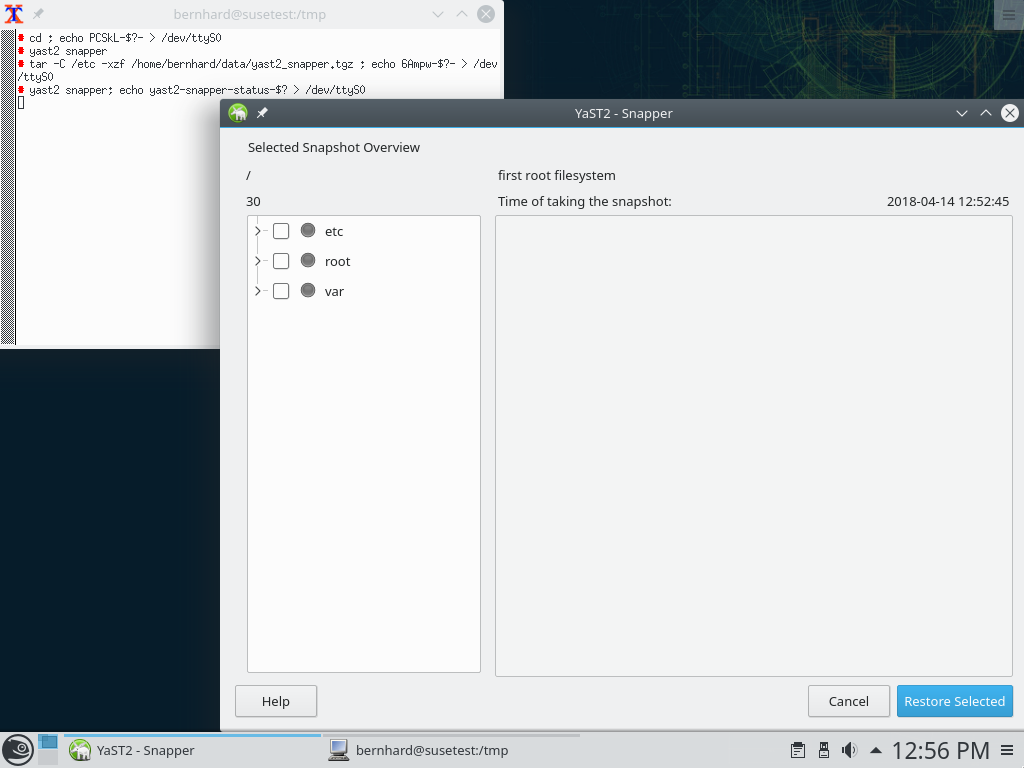 bernhard@susetest:/tmp
cd ; echo PCSkL-$?- > /dev/ttyS0
yast2 snapper
tar -C /etc -xzf /home/bernhard/data/yast2_snapper.tgz ; echo 6Ampw-$?- > /dev
/ttyS0
yast2 snapper; echo yast2-snapper-status-$? > /dev/ttyS0
YaST2 - Snapper
Selected Snapshot Overview
/ first root filesystem
30 Time of taking the snapshot: 2018-04-14 12:52:45
etc
root
var
Help Cancel Restore Selected
YaST2 - Snapper bernhard@susetest:/tmp 12:56 PM